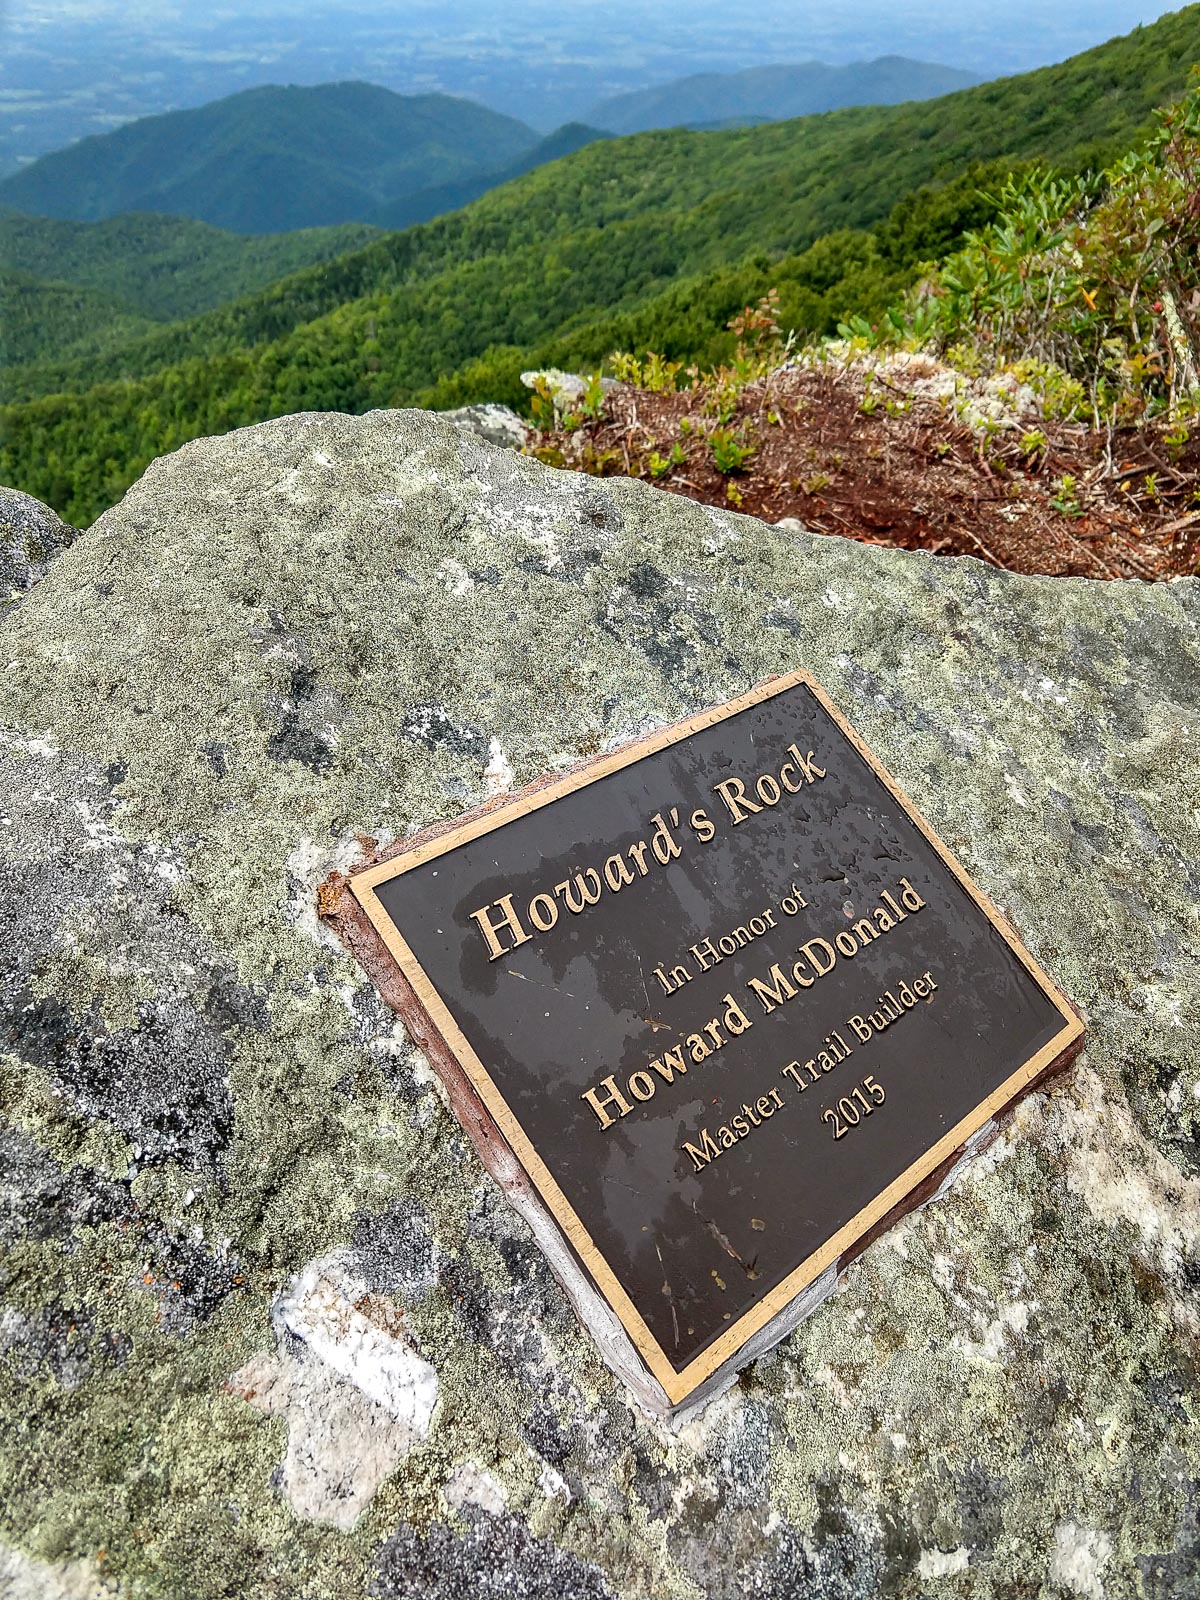 Howard's Rock
In Honor of
Howard McDonald
Master Trail Builder
2015